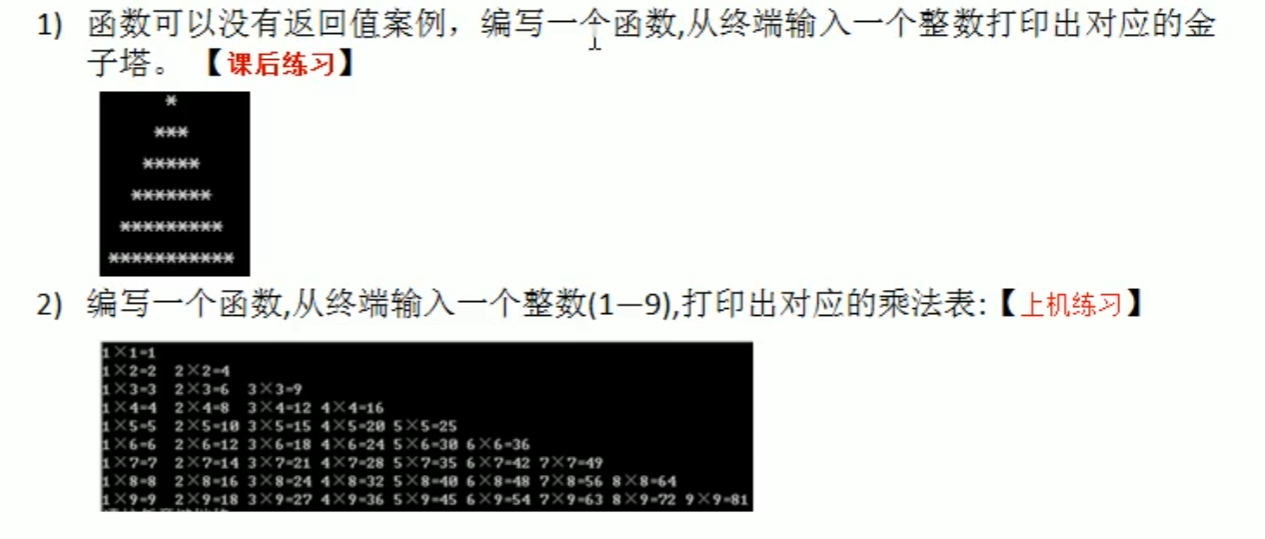 1) 函数可以没有返回值案例，编写一个函数,从终端输入一个整数打印出对应的金
子塔。【课后练习】
*
***
*****
*******
*********
***********
2) 编写一个函数,从终端输入一个整数(1—9),打印出对应的乘法表:【上机练习】
1×1=1
1×2=2 2×2=4
1×3=3 2×3=6 3×3=9
1×4=4 2×4=8 3×4=12 4×4=16
1×5=5 2×5=10 3×5=15 4×5=20 5×5=25
1×6=6 2×6=12 3×6=18 4×6=24 5×6=30 6×6=36
1×7=7 2×7=14 3×7=21 4×7=28 5×7=35 6×7=42 7×7=49
1×8=8 2×8=16 3×8=24 4×8=32 5×8=40 6×8=48 7×8=56 8×8=64
1×9=9 2×9=18 3×9=27 4×9=36 5×9=45 6×9=54 7×9=63 8×9=72 9×9=81